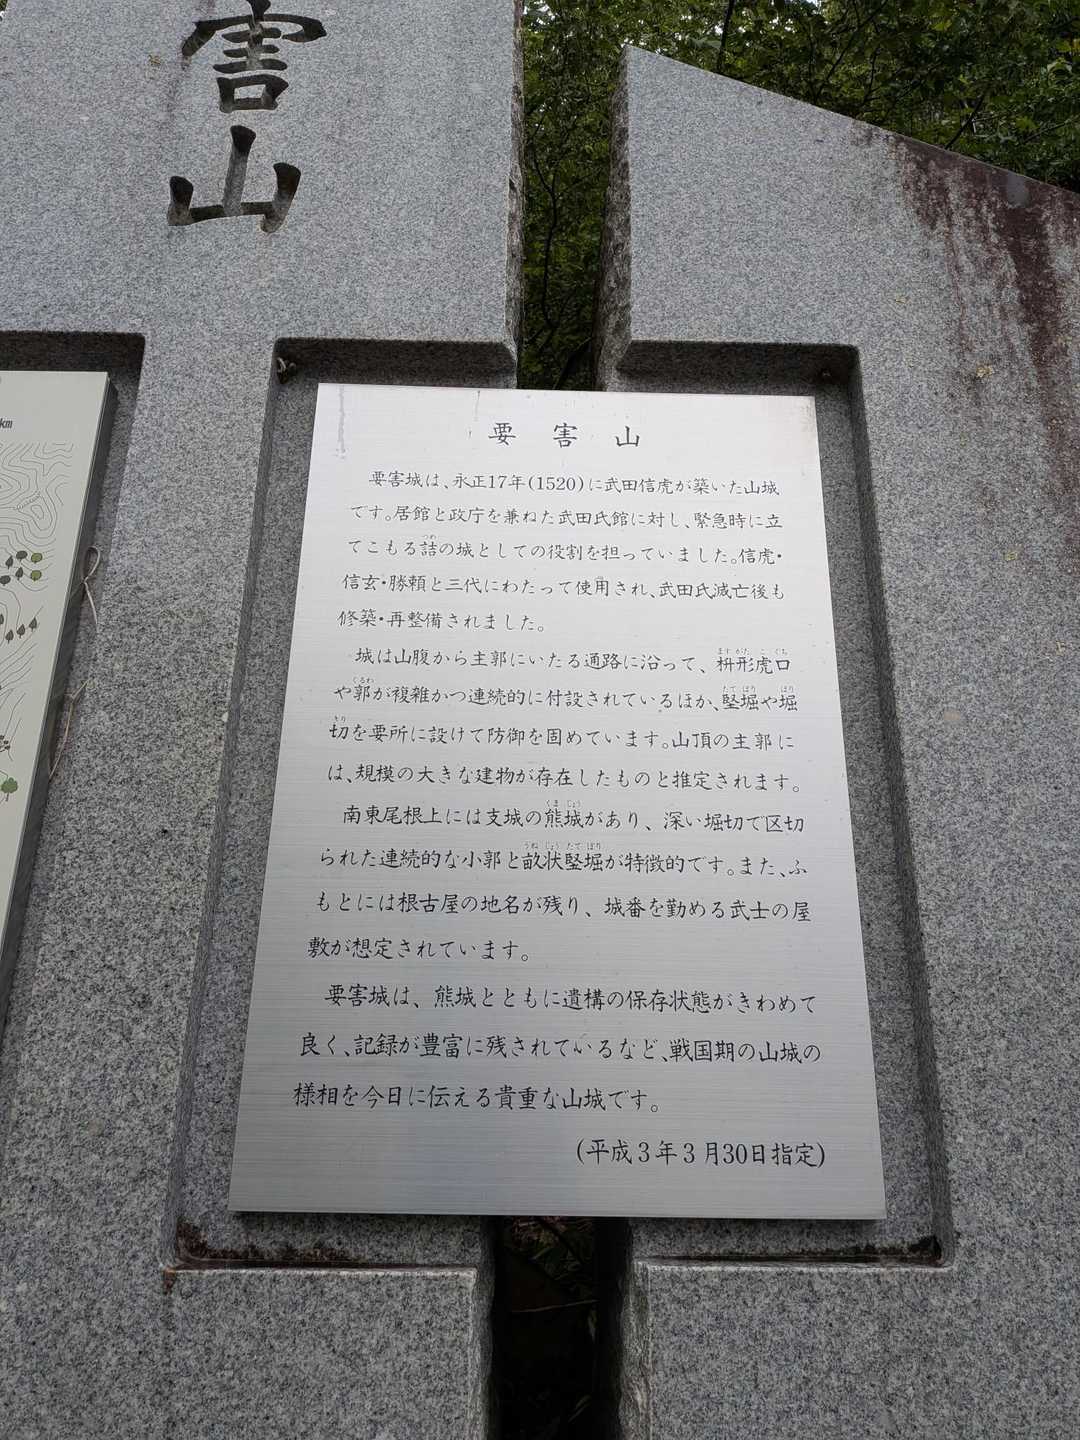 害
山
km
要害山
要害城は、永正17年(1520)に武田信虎が築いた山城
です。居館と政庁を兼ねた武田氏館に対し、緊急時に立
てこもる詰の城としての役割を担っていました。信虎・
信玄・勝頼と三代にわたって使用され、武田氏滅亡後も
修築・再整備されました。
城は山腹から主郭にいたる通路に沿って、枡形虎口
や郭が複雑かつ連続的に付設されているほか、竪堀や堀
切を要所に設けて防御を固めています。山頂の主郭に
は、規模の大きな建物が存在したものと推定されます。
南東尾根上には支城の熊城があり、深い堀切で区切
られた連続的な小郭と畝状竪堀が特徴的です。また、ふ
もとには根古屋の地名が残り、城番を勤める武士の屋
敷が想定されています。
要害城は、熊城とともに遺構の保存状態がきわめて
良く、記録が豊富に残されているなど、戦国期の山城の
様相を今日に伝える貴重な山城です。
(平成3年3月30日指定)